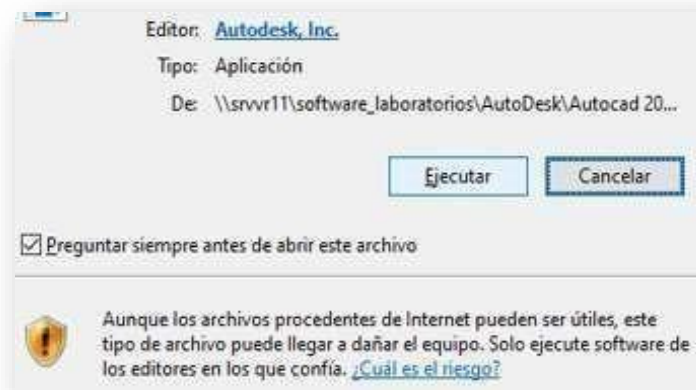 Editor: Autodesk, Inc.
Tipo: Aplicación
De: \\srvvr11\software_laboratorios\AutoDesk\Autocad 20...
Ejecutar Cancelar
Preguntar siempre antes de abrir este archivo
Aunque los archivos procedentes de Internet pueden ser útiles, este
tipo de archivo puede llegar a dañar el equipo. Solo ejecute software de
los editores en los que confía. ¿Cuál es el riesgo?